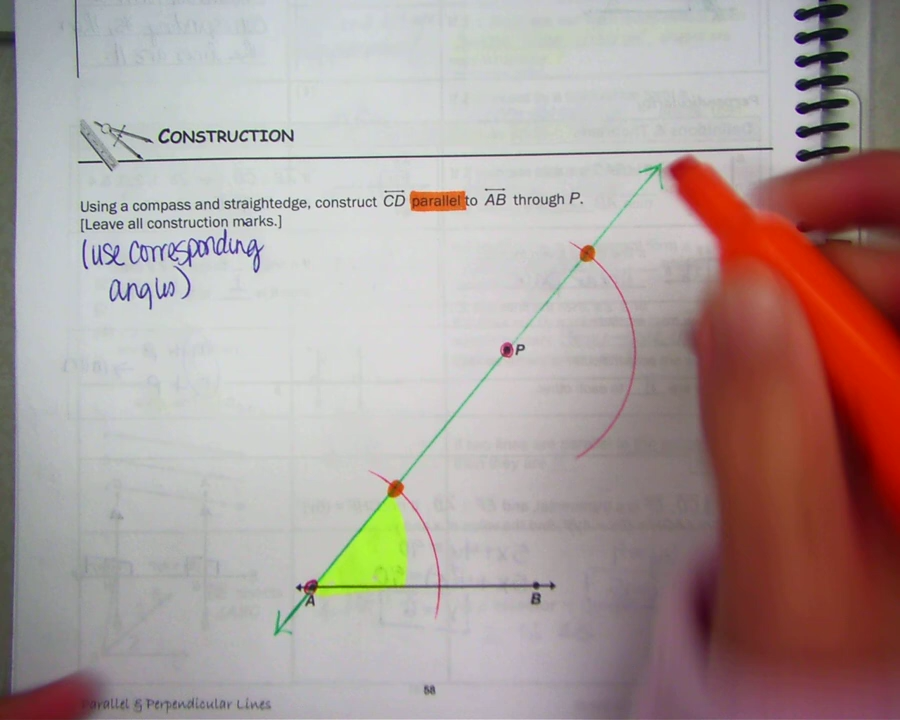 CONSTRUCTION
Using a compass and straightedge, construct CD parallel to AB through P.
[Leave all construction marks.]
(use corresponding
angles)
P
A
B
58
Parallel & Perpendicular Lines